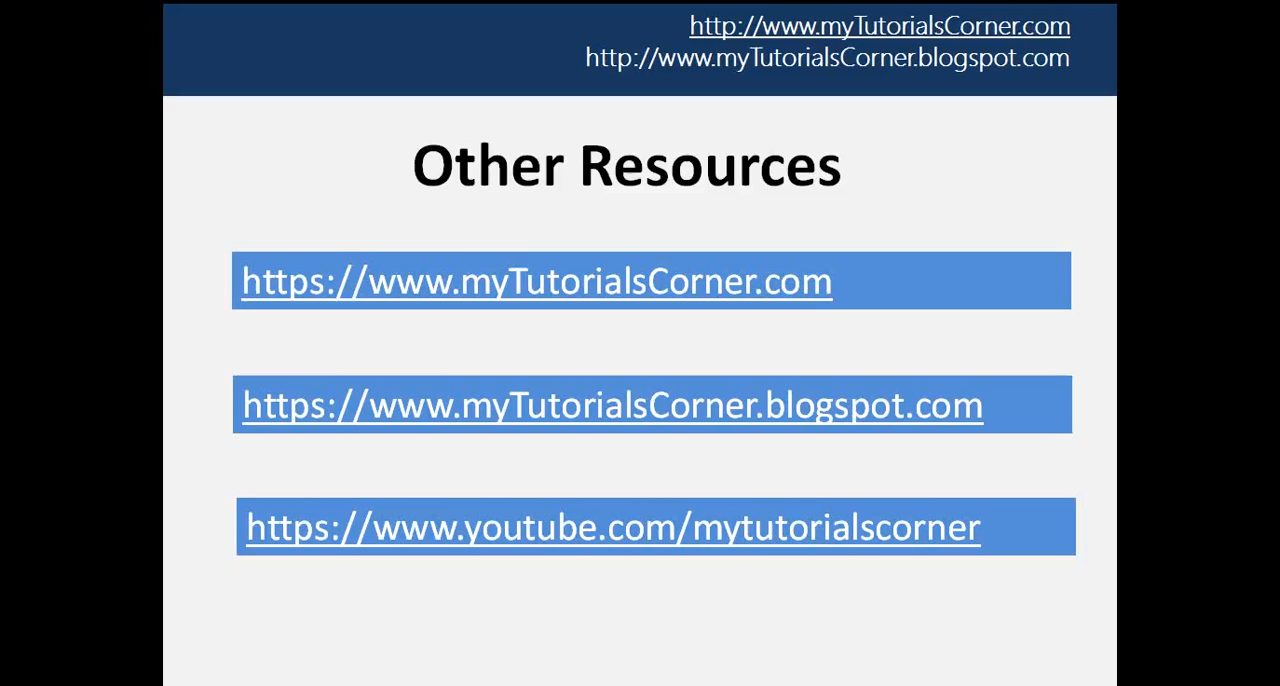 http://www.myTutorialsCorner.com
http://www.myTutorialsCorner.blogspot.com
Other Resources
https://www.myTutorialsCorner.com
https://www.myTutorialsCorner.blogspot.com
https://www.youtube.com/mytutorialscorner